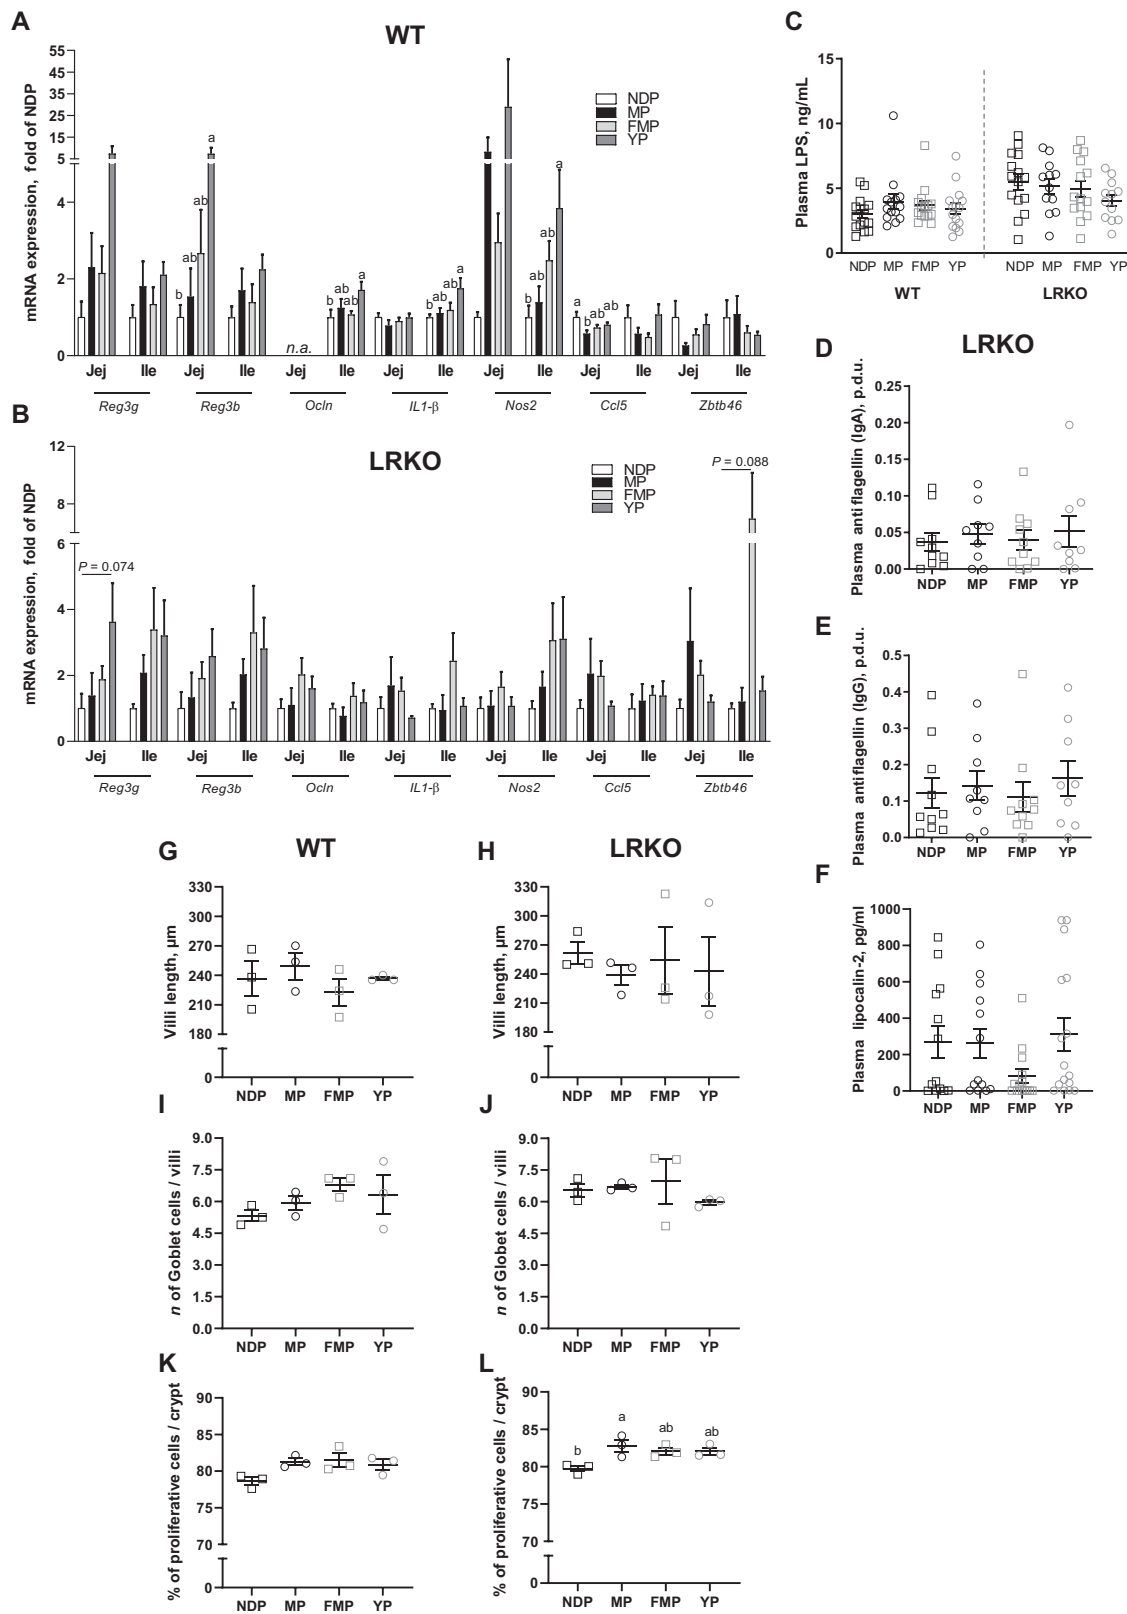 A
WT
mRNA expression, fold of NDP
55
45
35
25
15
5
4
2
0
NDP
MP
FMP
YP
b
ab
ab
a
n.a.
b
ab
ab
a
b
ab
ab
a
b
ab
ab
a
a
b
ab
ab
Jej Ile Jej Ile Jej Ile Jej Ile Jej Ile Jej Ile Jej Ile
Reg3g Reg3b Ocln IL1-β Nos2 Ccl5 Zbtb46
B
LRKO
mRNA expression, fold of NDP
12
8
6
4
2
0
NDP
MP
FMP
YP
P = 0.074
P = 0.088
Jej Ile Jej Ile Jej Ile Jej Ile Jej Ile Jej Ile Jej Ile
Reg3g Reg3b Ocln IL1-β Nos2 Ccl5 Zbtb46
C
Plasma LPS, ng/mL
15
10
5
0
NDP MP FMP YP NDP MP FMP YP
WT LRKO
D
LRKO
Plasma antiflagellin (IgA), p.d.u.
0.25
0.20
0.15
0.10
0.05
0.00
NDP MP FMP YP
E
Plasma antiflagellin (IgG), p.d.u.
0.5
0.4
0.3
0.2
0.1
0.0
NDP MP FMP YP
F
Plasma lipocalin-2, pg/ml
1000
800
600
400
200
0
NDP MP FMP YP
G
WT
Villi length, µm
330
300
270
240
210
180
0
NDP MP FMP YP
H
LRKO
Villi length, µm
330
300
270
240
210
180
0
NDP MP FMP YP
I
n of Goblet cells / villi
9.0
7.5
6.0
4.5
3.0
1.5
0.0
NDP MP FMP YP
J
n of Globet cells / villi
9.0
7.5
6.0
4.5
3.0
1.5
0.0
NDP MP FMP YP
K
% of proliferative cells / crypt
90
85
80
75
70
0
NDP MP FMP YP
L
% of proliferative cells / crypt
90
85
80
75
70
0
b
a
ab
ab
NDP MP FMP YP